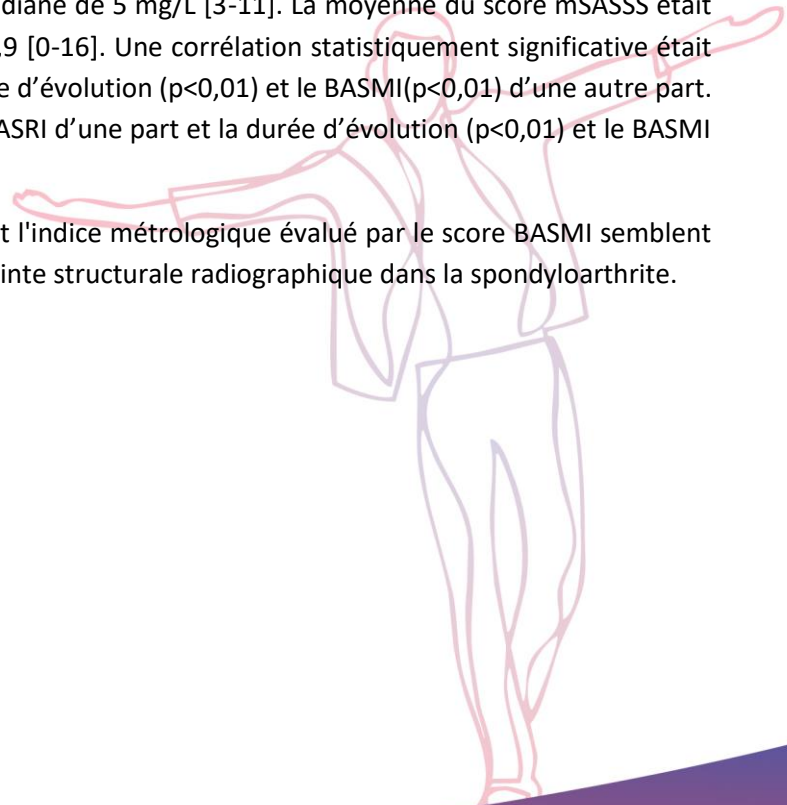 diane de 5 mg/L [3-11]. La moyenne du score mSASSS était
,9 [0-16]. Une corrélation statistiquement significative était
e d’évolution (p<0,01) et le BASMI(p<0,01) d’une autre part.
ASRI d’une part et la durée d’évolution (p<0,01) et le BASMI
t l'indice métrologique évalué par le score BASMI semblent
inte structurale radiographique dans la spondyloarthrite.